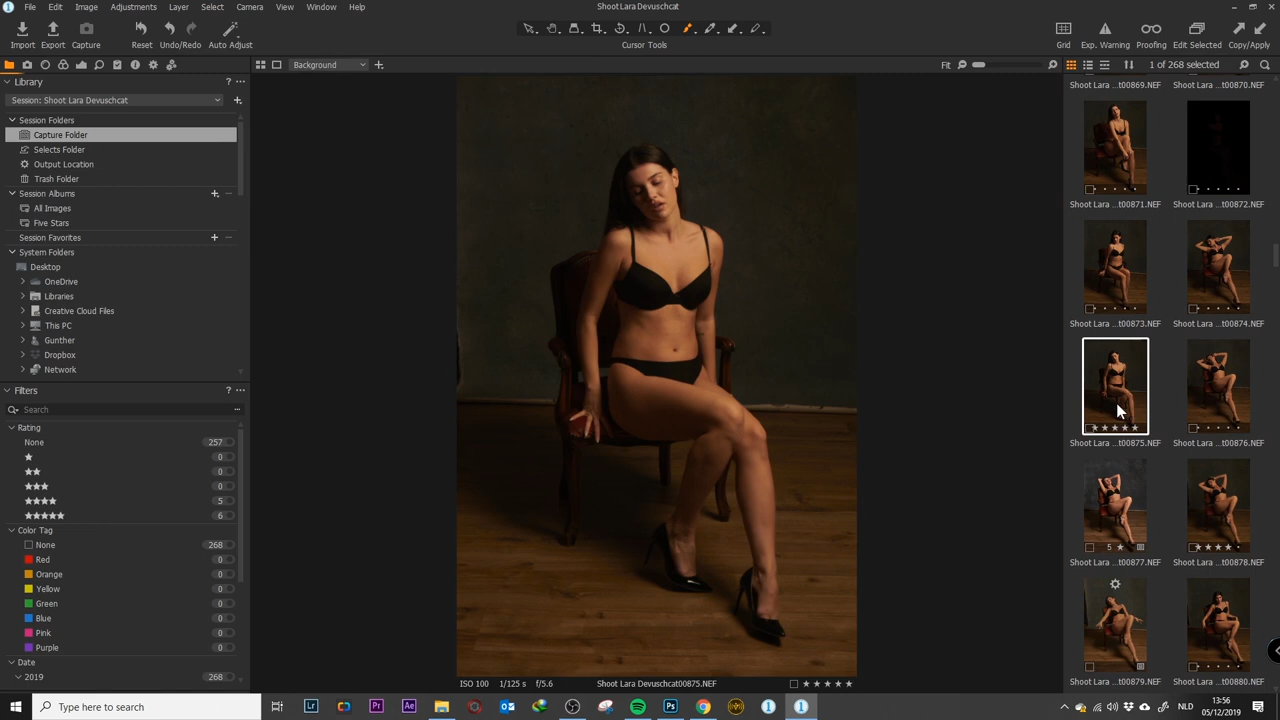 Shoot Lara Devuschcat
File Edit Image Adjustments Layer Select Camera View Window Help
Import Export Capture Reset Undo/Redo Auto Adjust Cursor Tools Grid Exp. Warning Proofing Edit Selected Copy/Apply
Background Fit 1 of 268 selected
Library ?
Session: Shoot Lara Devuschcat
Session Folders
Capture Folder
Selects Folder
Output Location
Trash Folder
Session Albums
All Images
Five Stars
Session Favorites
System Folders
Desktop
OneDrive
Libraries
Creative Cloud Files
This PC
Gunther
Dropbox
Network
Filters ?
Search
Rating
None 257
0
0
0
5
6
Color Tag
None 268
Red 0
Orange 0
Yellow 0
Green 0
Blue 0
Pink 0
Purple 0
Date
2019 268
ISO 100 1/125 s f/5.6 Shoot Lara Devuschcat00875.NEF
Shoot Lara ...t00869.NEF Shoot Lara ...t00870.NEF
Shoot Lara ...t00871.NEF Shoot Lara ...t00872.NEF
Shoot Lara ...t00873.NEF Shoot Lara ...t00874.NEF
Shoot Lara ...t00875.NEF Shoot Lara ...t00876.NEF
5
Shoot Lara ...t00877.NEF Shoot Lara ...t00878.NEF
Shoot Lara ...t00879.NEF Shoot Lara ...t00880.NEF
Type here to search
Lr Pr Ae Ps
NLD
13:56
05/12/2019